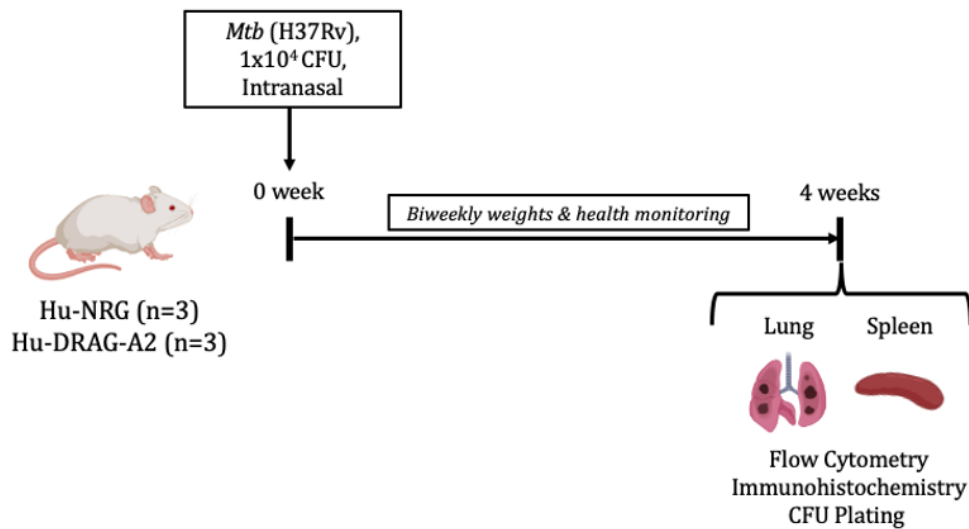 Mtb (H37Rv),
1x10⁴ CFU,
Intranasal
0 week
4 weeks
Biweekly weights & health monitoring
Hu-NRG (n=3)
Hu-DRAG-A2 (n=3)
Lung
Spleen
Flow Cytometry
Immunohistochemistry
CFU Plating